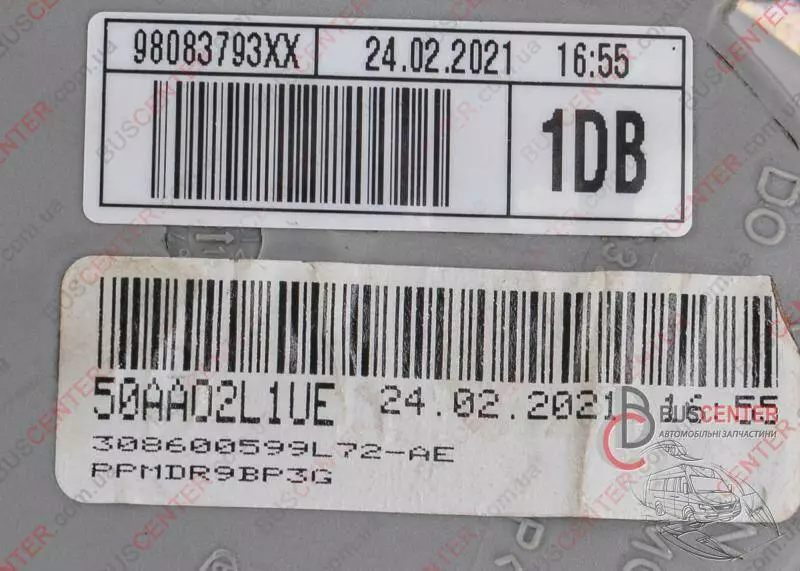 98083793XX 24.02.2021 16:55
1DB
50AA02L1UE 24.02.2021 16:55
308600599L72-AE
PPMDR9BP3G
BUSCENTER
АВТОМОБІЛЬНІ ЗАПЧАСТИНИ